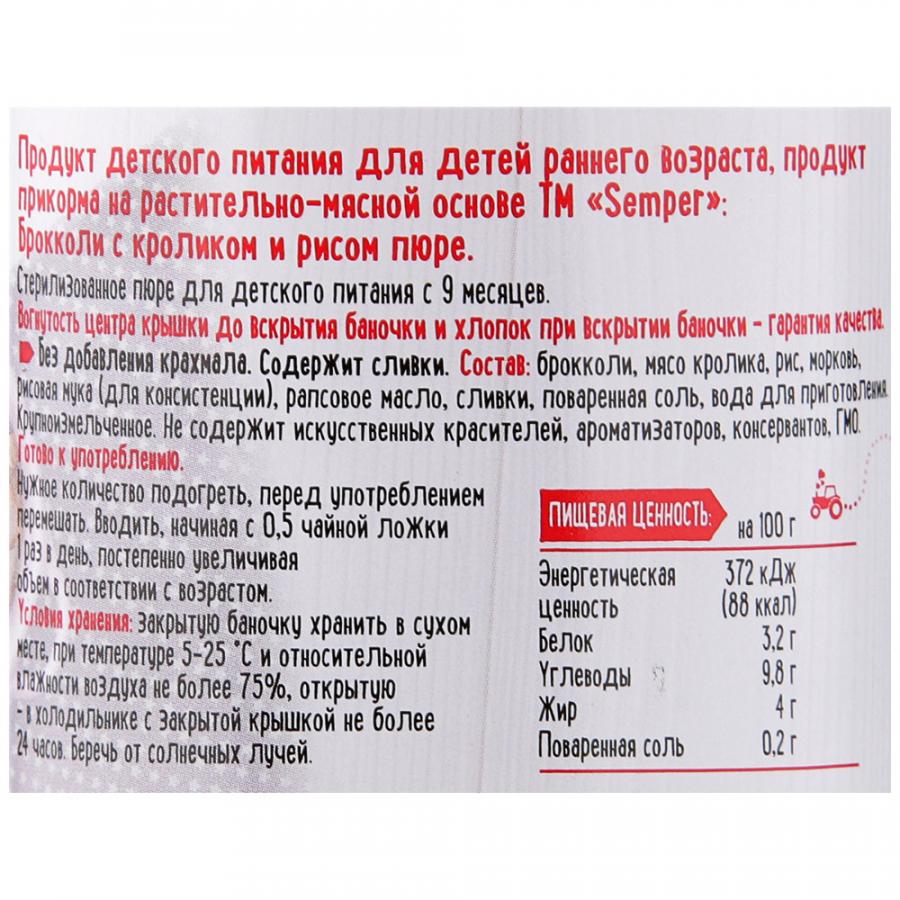 Продукт детского питания для детей раннего возраста, продукт
прикорма на растительно-мясной основе ТМ «Semper»:
Брокколи с кроликом и рисом пюре.
Стерилизованное пюре для детского питания с 9 месяцев.
Вогнутость центра крышки до вскрытия баночки и хлопок при вскрытии баночки - гарантия качества.
Без добавления крахмала. Содержит сливки. Состав: брокколи, мясо кролика, рис, морковь,
рисовая мука (для консистенции), рапсовое масло, сливки, поваренная соль, вода для приготовления.
Крупноизмельченное. Не содержит искусственных красителей, ароматизаторов, консервантов, ГМО.
Готово к употреблению.
Нужное количество подогреть, перед употреблением
перемешать. Вводить, начиная с 0,5 чайной ложки
1 раз в день, постепенно увеличивая
объем в соответствии с возрастом.
Условия хранения: закрытую баночку хранить в сухом
месте, при температуре 5-25 °С и относительной
влажности воздуха не более 75%, открытую
- в холодильнике с закрытой крышкой не более
24 часов. Беречь от солнечных лучей.
ПИЩЕВАЯ ЦЕННОСТЬ: на 100 г
Энергетическая 372 кДж
ценность (88 ккал)
Белок 3,2 г
Углеводы 9,8 г
Жир 4 г
Поваренная соль 0,2 г